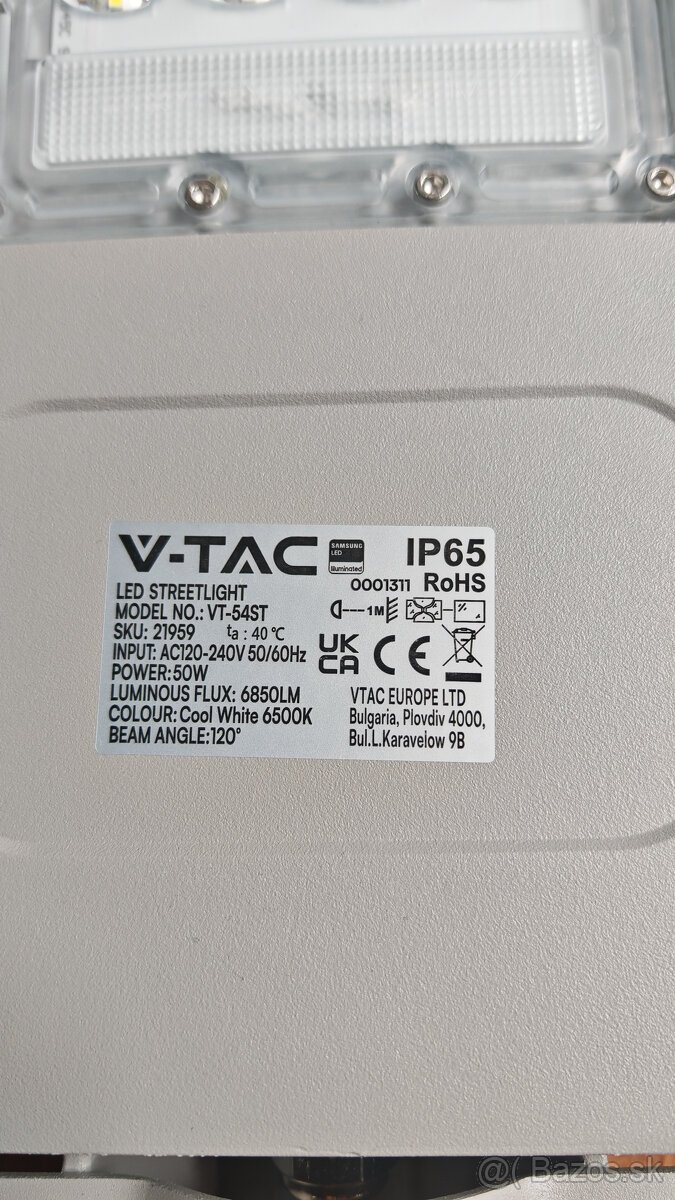 V-TAC
SAMSUNG
LED
Illuminated
IP65
0001311 RoHS
LED STREETLIGHT
MODEL NO.: VT-54ST
1M
SKU: 21959 ta : 40℃
INPUT: AC120-240V 50/60Hz
UK
CA
CE
POWER:50W
LUMINOUS FLUX: 6850LM
COLOUR: Cool White 6500K
BEAM ANGLE:120°
VTAC EUROPE LTD
Bulgaria, Plovdiv 4000,
Bul.L.Karavelow 9B
@( Bazos.sk